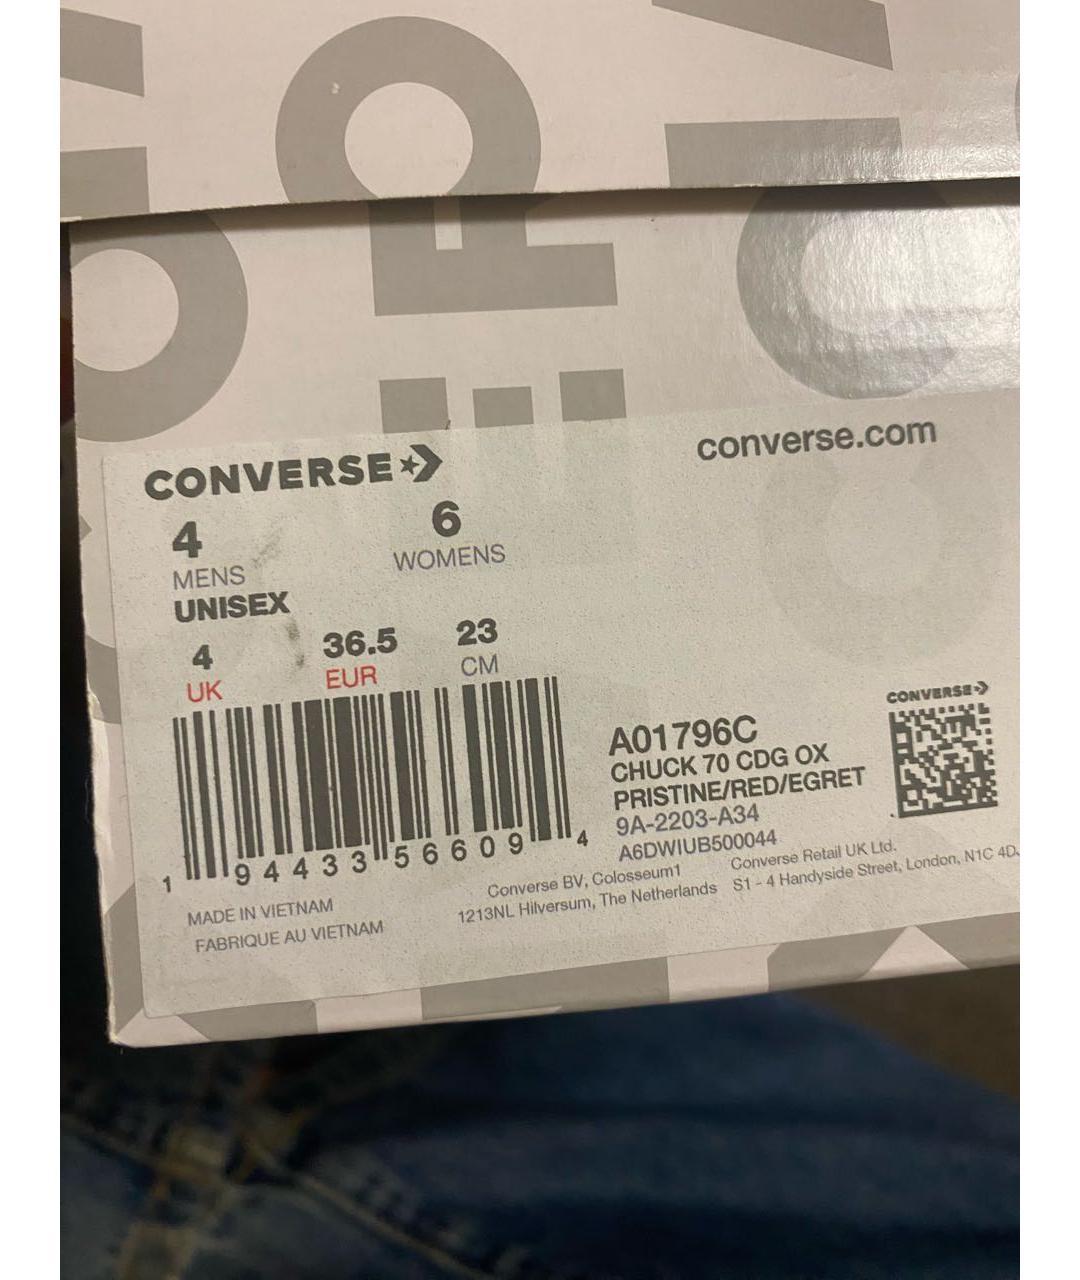 CONVERSE
converse.com
4 6
MENS WOMENS
UNISEX
4 36.5 23
UK EUR CM
1 94433 56609 4
A01796C
CHUCK 70 CDG OX
PRISTINE/RED/EGRET
9A-2203-A34
A6DWIUB500044
CONVERSE
MADE IN VIETNAM
FABRIQUE AU VIETNAM
Converse BV, Colosseum1
1213NL Hilversum, The Netherlands
Converse Retail UK Ltd.
S1 - 4 Handyside Street, London, N1C 4D